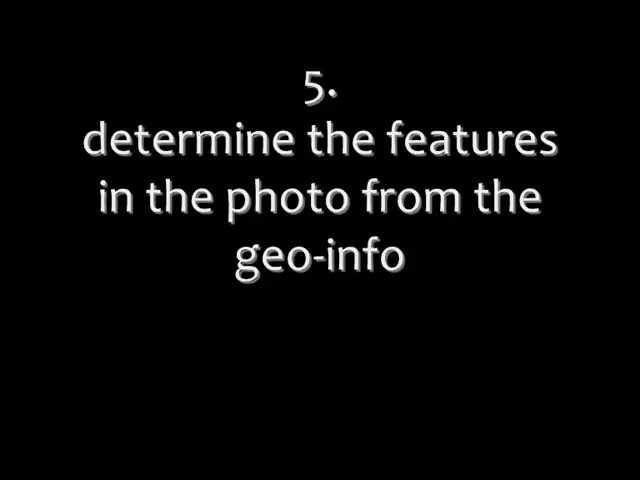 5.
determine the features
in the photo from the
geo-info